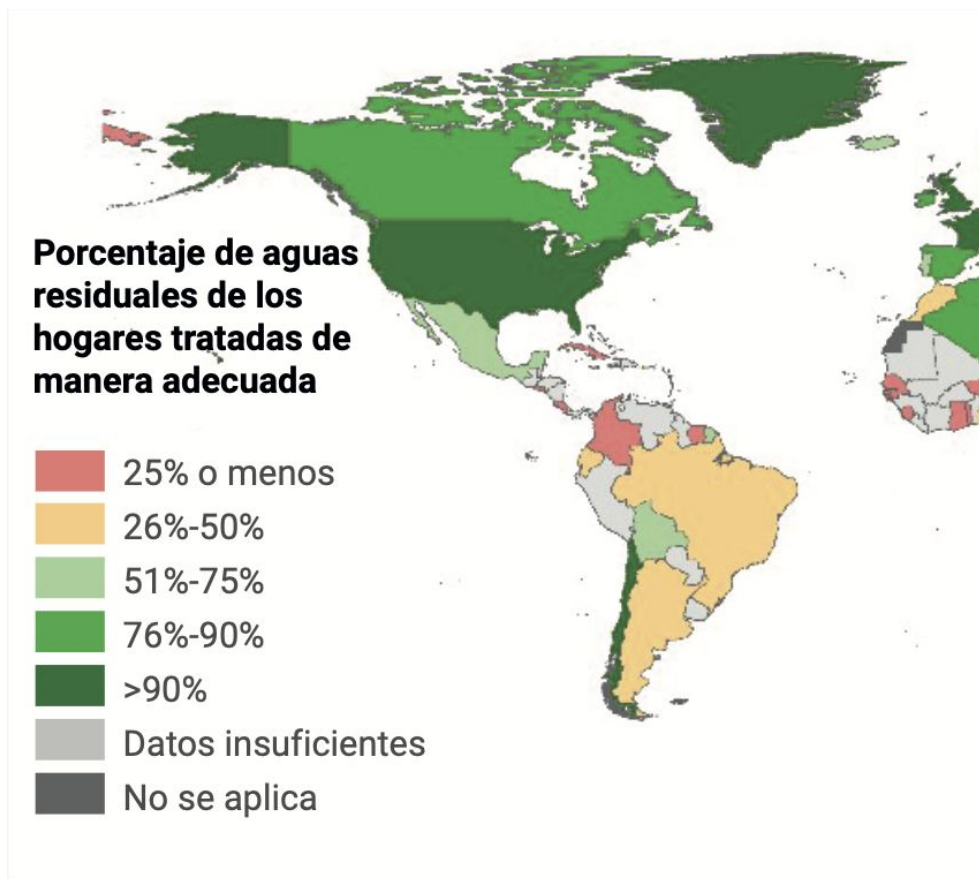 Porcentaje de aguas
residuales de los
hogares tratadas de
manera adecuada
25% o menos
26%-50%
51%-75%
76%-90%
>90%
Datos insuficientes
No se aplica